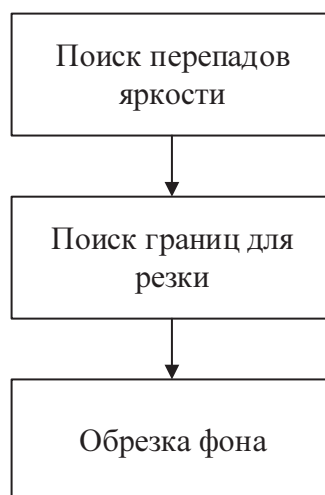 Поиск перепадов
яркости
Поиск границ для
резки
Обрезка фона